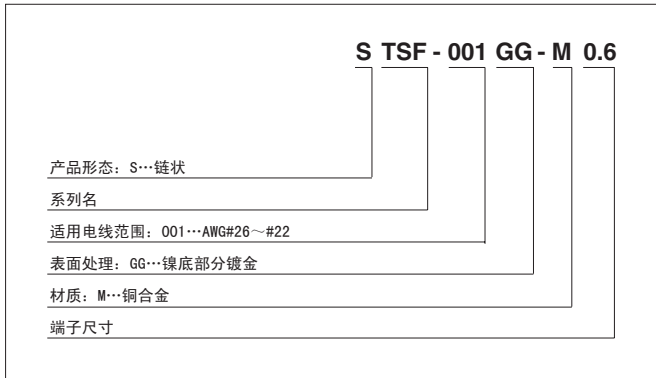 S TSF - 001 GG - M 0.6
产品形态：S…链状
系列名
适用电线范围：001…AWG#26～#22
表面处理：GG…镍底部分镀金
材质：M…铜合金
端子尺寸